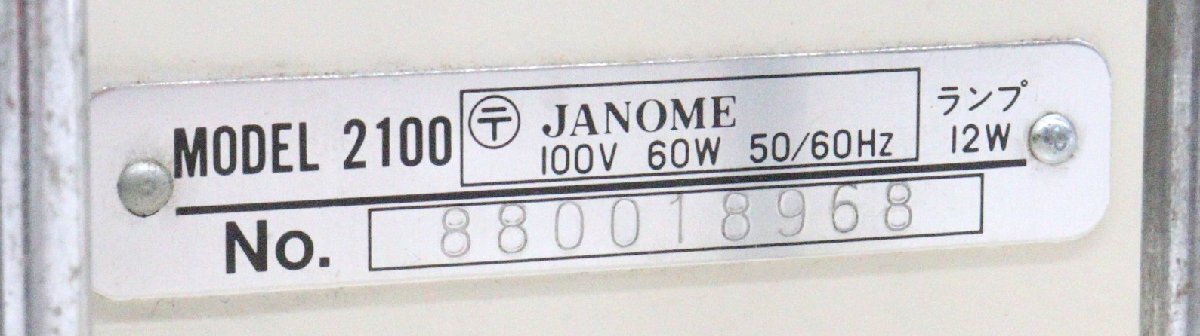 MODEL 2100 〶 JANOME ランプ
100V 60W 50/60Hz 12W
No. 880018968